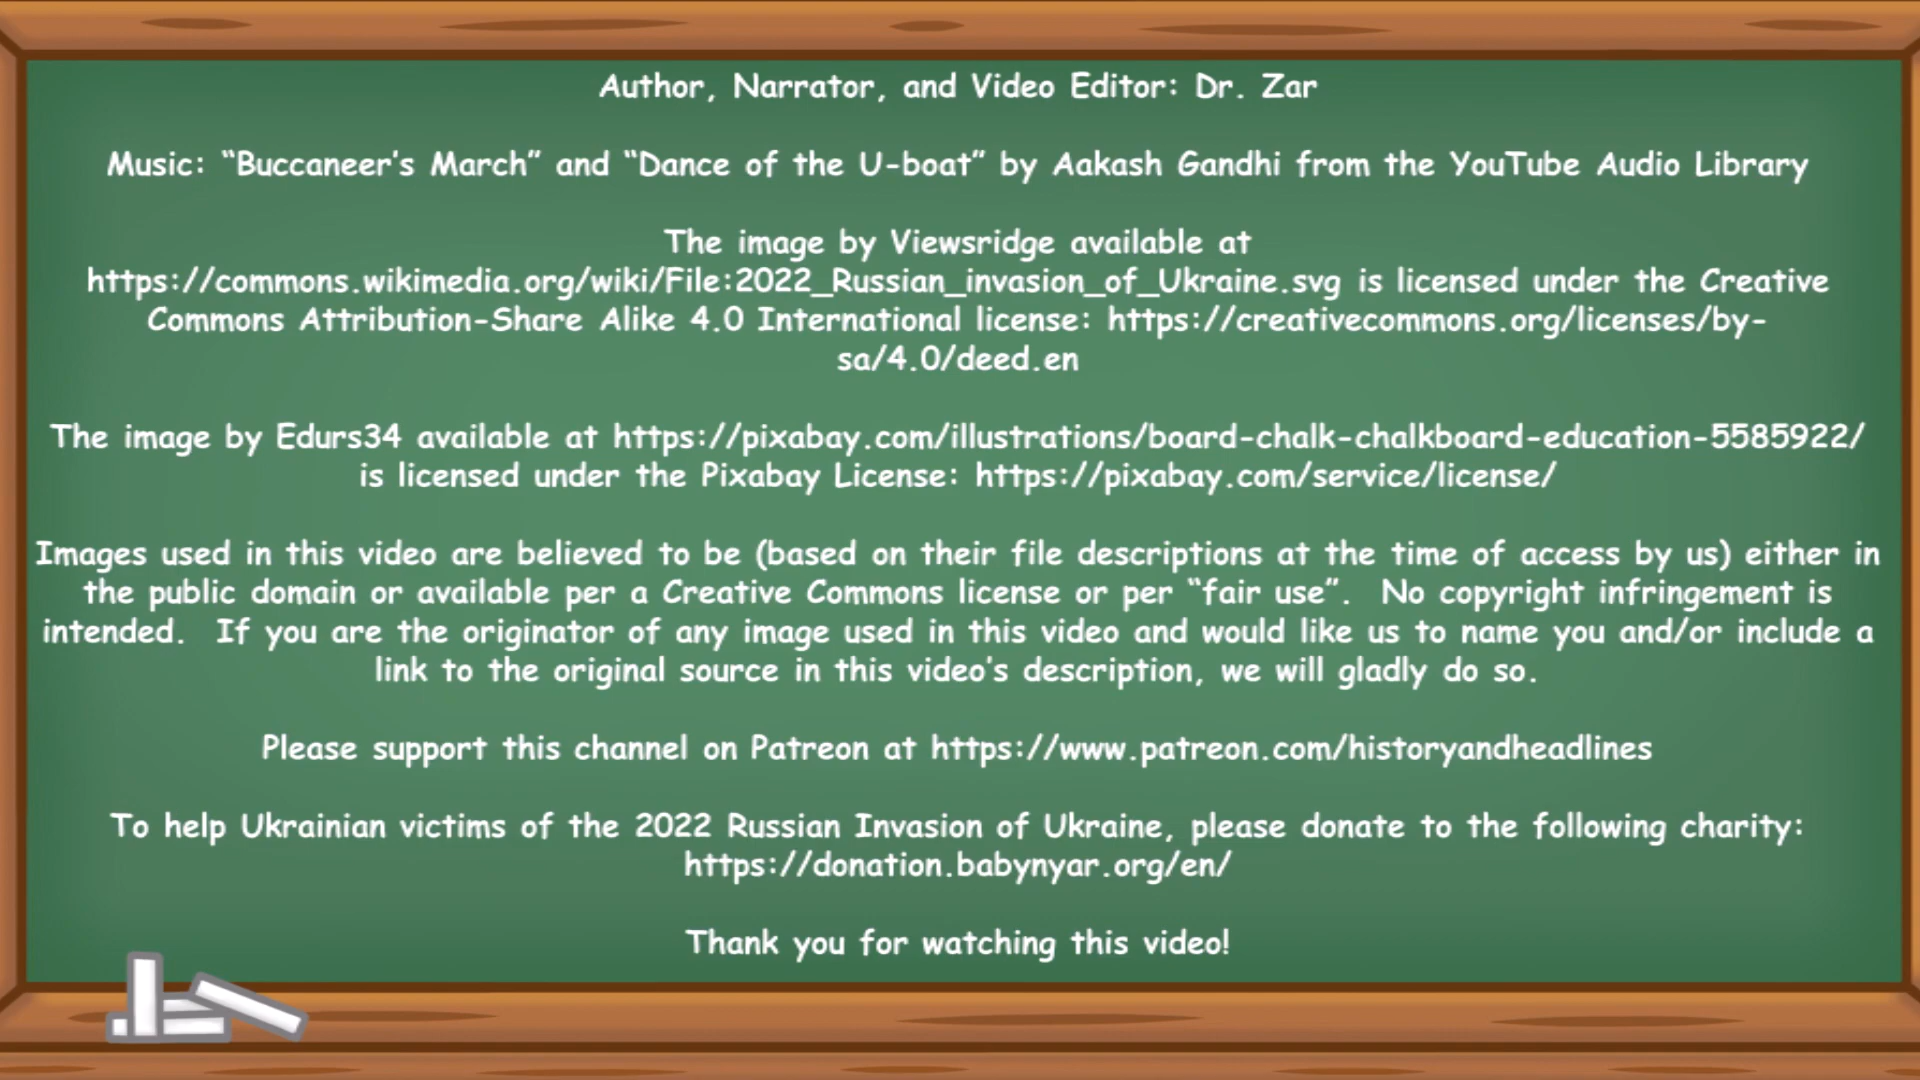 Author, Narrator, and Video Editor: Dr. Zar
Music: “Buccaneer’s March” and “Dance of the U-boat” by Aakash Gandhi from the YouTube Audio Library
The image by Viewsridge available at
https://commons.wikimedia.org/wiki/File:2022_Russian_invasion_of_Ukraine.svg is licensed under the Creative
Commons Attribution-Share Alike 4.0 International license: https://creativecommons.org/licenses/by-
sa/4.0/deed.en
The image by Edurs34 available at https://pixabay.com/illustrations/board-chalk-chalkboard-education-5585922/
is licensed under the Pixabay License: https://pixabay.com/service/license/
Images used in this video are believed to be (based on their file descriptions at the time of access by us) either in
the public domain or available per a Creative Commons license or per “fair use”.  No copyright infringement is
intended.  If you are the originator of any image used in this video and would like us to name you and/or include a
link to the original source in this video’s description, we will gladly do so.
Please support this channel on Patreon at https://www.patreon.com/historyandheadlines
To help Ukrainian victims of the 2022 Russian Invasion of Ukraine, please donate to the following charity:
https://donation.babynyar.org/en/
Thank you for watching this video!